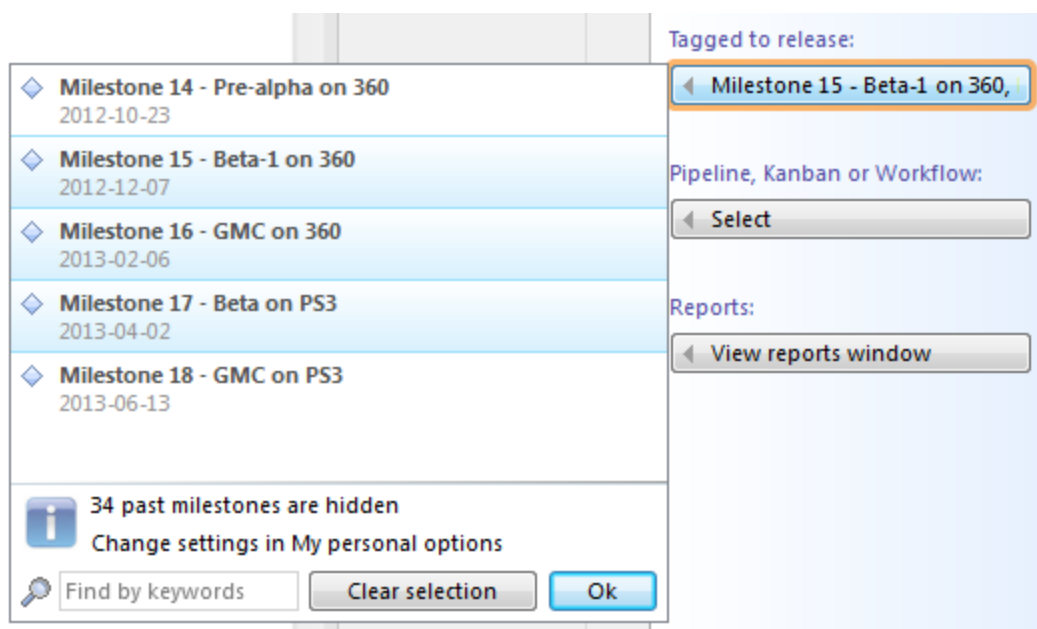 Tagged to release:
Milestone 15 - Beta-1 on 360,
Milestone 14 - Pre-alpha on 360
2012-10-23
Milestone 15 - Beta-1 on 360
2012-12-07
Milestone 16 - GMC on 360
2013-02-06
Milestone 17 - Beta on PS3
2013-04-02
Milestone 18 - GMC on PS3
2013-06-13
34 past milestones are hidden
Change settings in My personal options
Find by keywords
Clear selection
Ok
Pipeline, Kanban or Workflow:
Select
Reports:
View reports window